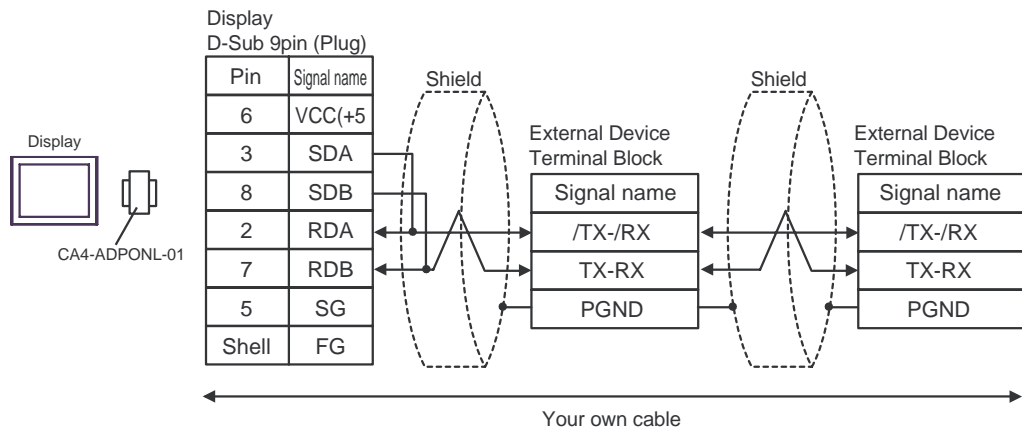 Display
D-Sub 9pin (Plug)
Pin Signal name
6 VCC(+5
3 SDA
8 SDB
2 RDA
7 RDB
5 SG
Shell FG
Display
CA4-ADPONL-01
Shield
External Device
Terminal Block
Signal name
/TX-/RX
TX-RX
PGND
Shield
External Device
Terminal Block
Signal name
/TX-/RX
TX-RX
PGND
Your own cable